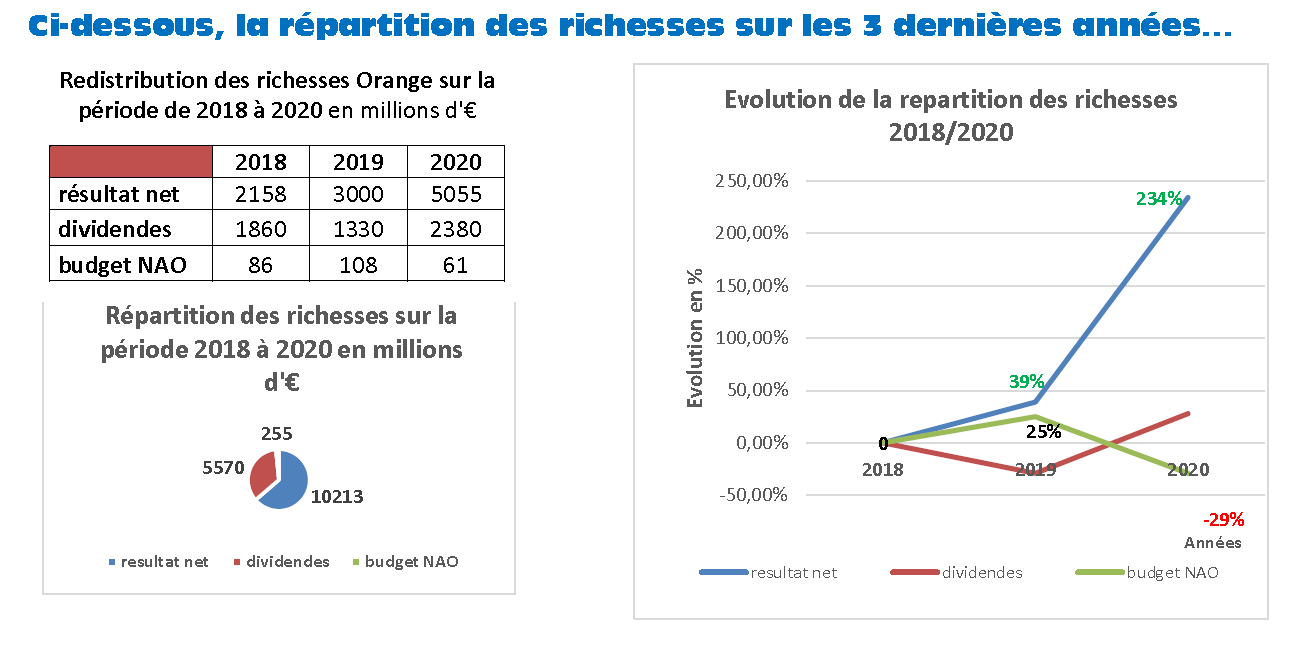 Ci-dessous, la répartition des richesses sur les 3 dernières années...
Redistribution des richesses Orange sur la
période de 2018 à 2020 en millions d'€
2018 2019 2020
résultat net 2158 3000 5055
dividendes 1860 1330 2380
budget NAO 86 108 61
Répartition des richesses sur la
période 2018 à 2020 en millions
d'€
255
5570
10213
resultat net dividendes budget NAO
Evolution de la repartition des richesses
2018/2020
Evolution en %
250,00%
200,00%
150,00%
100,00%
50,00%
0,00%
-50,00%
234%
39%
25%
0
2018 2019 2020
-29%
Années
resultat net dividendes budget NAO